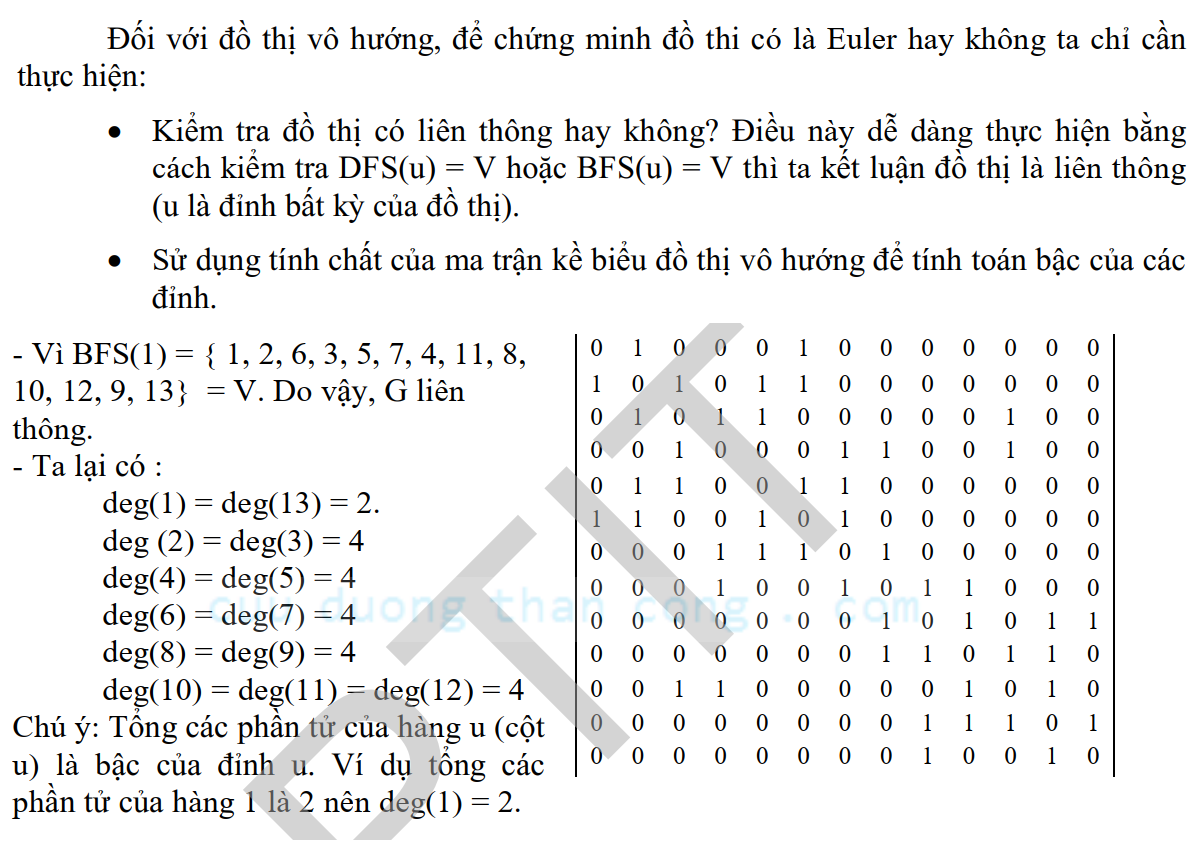 Đối với đồ thị vô hướng, để chứng minh đồ thi có là Euler hay không ta chỉ cần
thực hiện:
• Kiểm tra đồ thị có liên thông hay không? Điều này dễ dàng thực hiện bằng
cách kiểm tra DFS(u) = V hoặc BFS(u) = V thì ta kết luận đồ thị là liên thông
(u là đỉnh bất kỳ của đồ thị).
• Sử dụng tính chất của ma trận kề biểu đồ thị vô hướng để tính toán bậc của các
đỉnh.
- Vì BFS(1) = { 1, 2, 6, 3, 5, 7, 4, 11, 8,
10, 12, 9, 13} = V. Do vậy, G liên
thông.
- Ta lại có :
deg(1) = deg(13) = 2.
deg (2) = deg(3) = 4
deg(4) = deg(5) = 4
deg(6) = deg(7) = 4
deg(8) = deg(9) = 4
deg(10) = deg(11) = deg(12) = 4
Chú ý: Tổng các phần tử của hàng u (cột
u) là bậc của đỉnh u. Ví dụ tổng các
phần tử của hàng 1 là 2 nên deg(1) = 2.
0 1 0 0 0 1 0 0 0 0 0 0 0
1 0 1 0 1 1 0 0 0 0 0 0 0
0 1 0 1 1 0 0 0 0 0 1 0 0
0 0 1 0 0 0 1 1 0 0 1 0 0
0 1 1 0 0 1 1 0 0 0 0 0 0
1 1 0 0 1 0 1 0 0 0 0 0 0
0 0 0 1 1 1 0 1 0 0 0 0 0
0 0 0 1 0 0 1 0 1 1 0 0 0
0 0 0 0 0 0 0 1 0 1 0 1 1
0 0 0 0 0 0 0 1 1 0 1 1 0
0 0 1 1 0 0 0 0 0 1 0 1 0
0 0 0 0 0 0 0 0 1 1 1 0 1
0 0 0 0 0 0 0 0 1 0 0 1 0
PTIT
cuu duong than cong . com